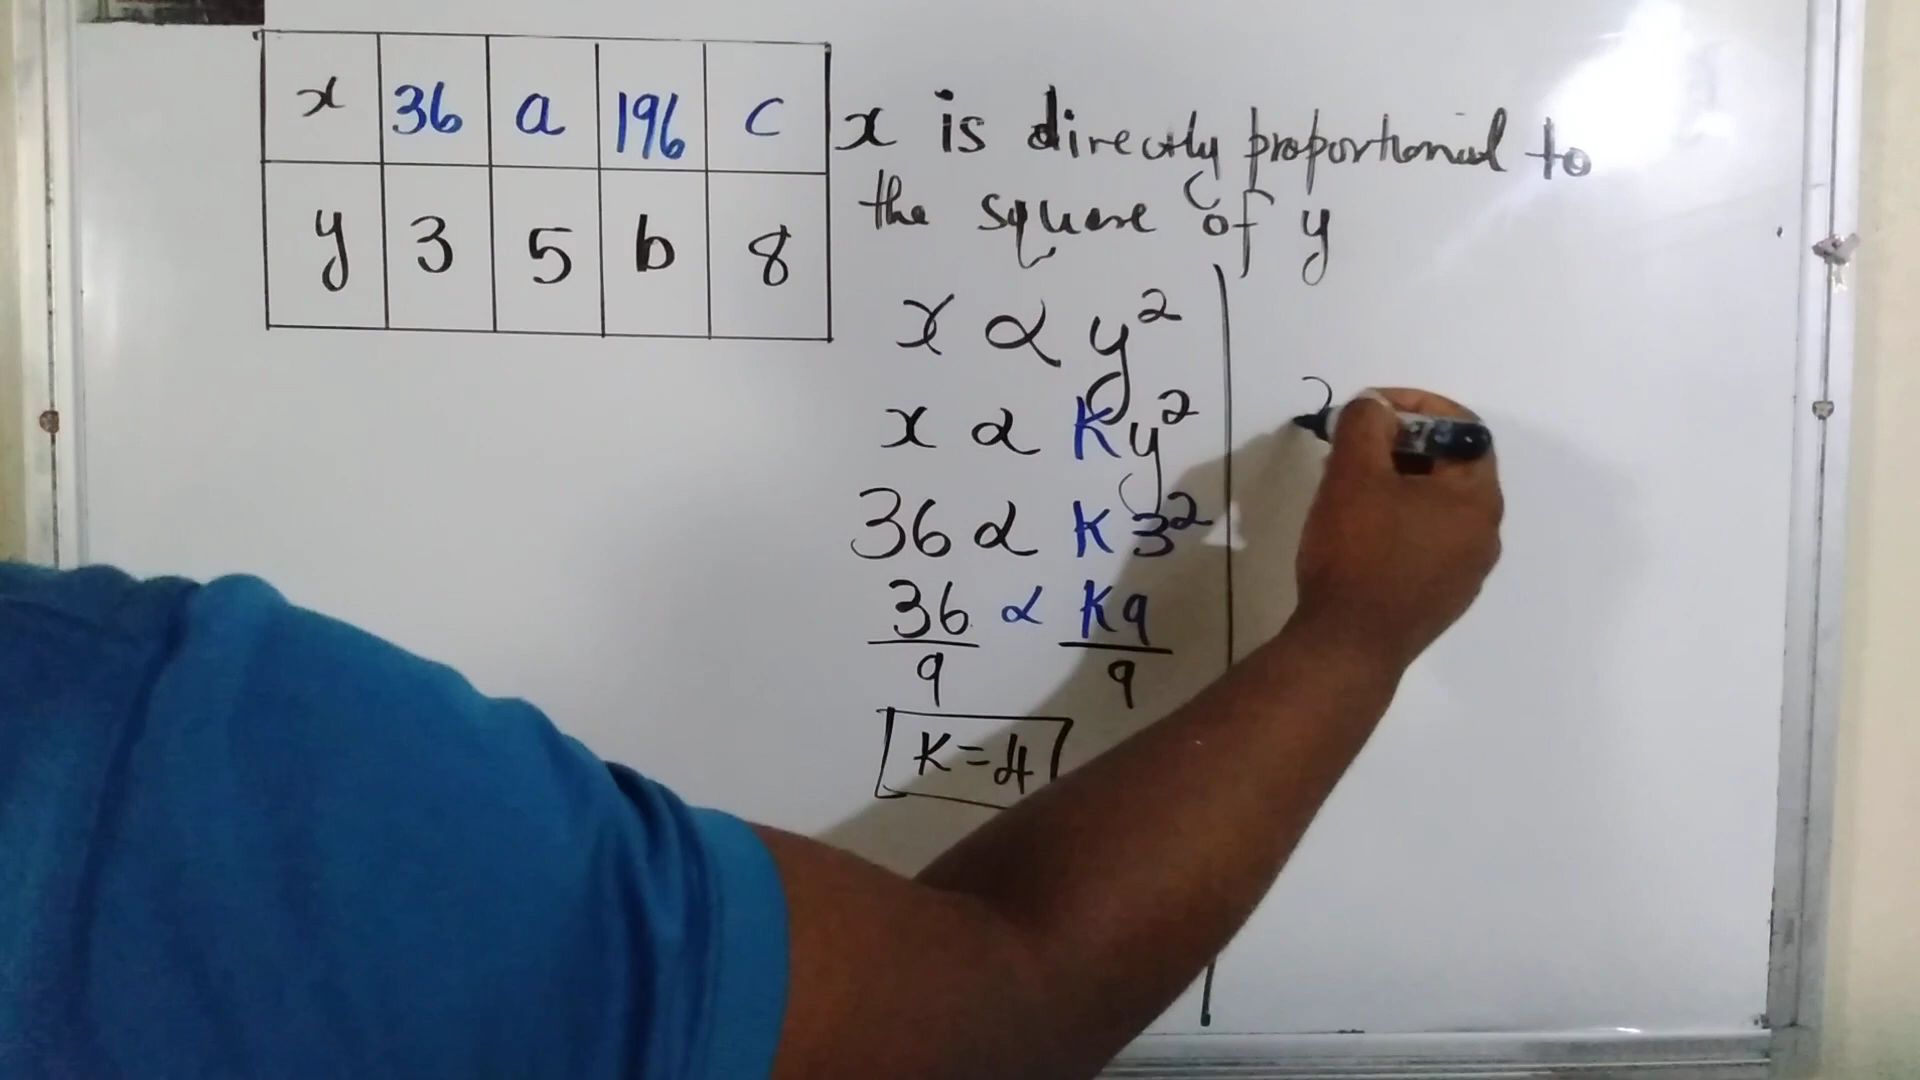 x 36 a 196 c
y 3 5 b 8
x is directly proportional to
the square of y
x α y²
x α Ky²
36 α K3²
36 α K9
9 9
K=4